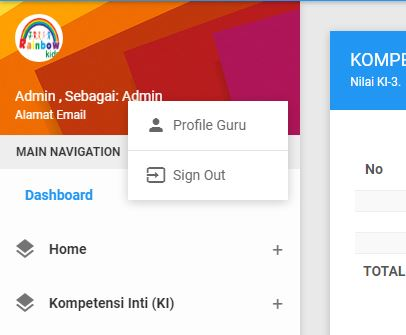 Rainbow
kids
Admin , Sebagai: Admin
Alamat Email
Profile Guru
Sign Out
MAIN NAVIGATION
Dashboard
Home +
Kompetensi Inti (KI) +
KOMPE
Nilai KI-3.
No
TOTAL